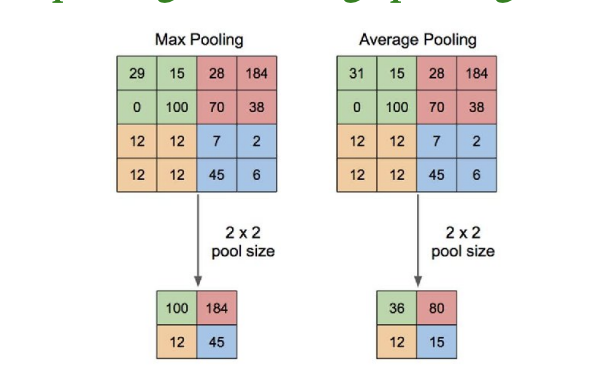 Max Pooling
29 15 28 184
0 100 70 38
12 12 7 2
12 12 45 6
2 x 2
pool size
100 184
12 45
Average Pooling
31 15 28 184
0 100 70 38
12 12 7 2
12 12 45 6
2 x 2
pool size
36 80
12 15